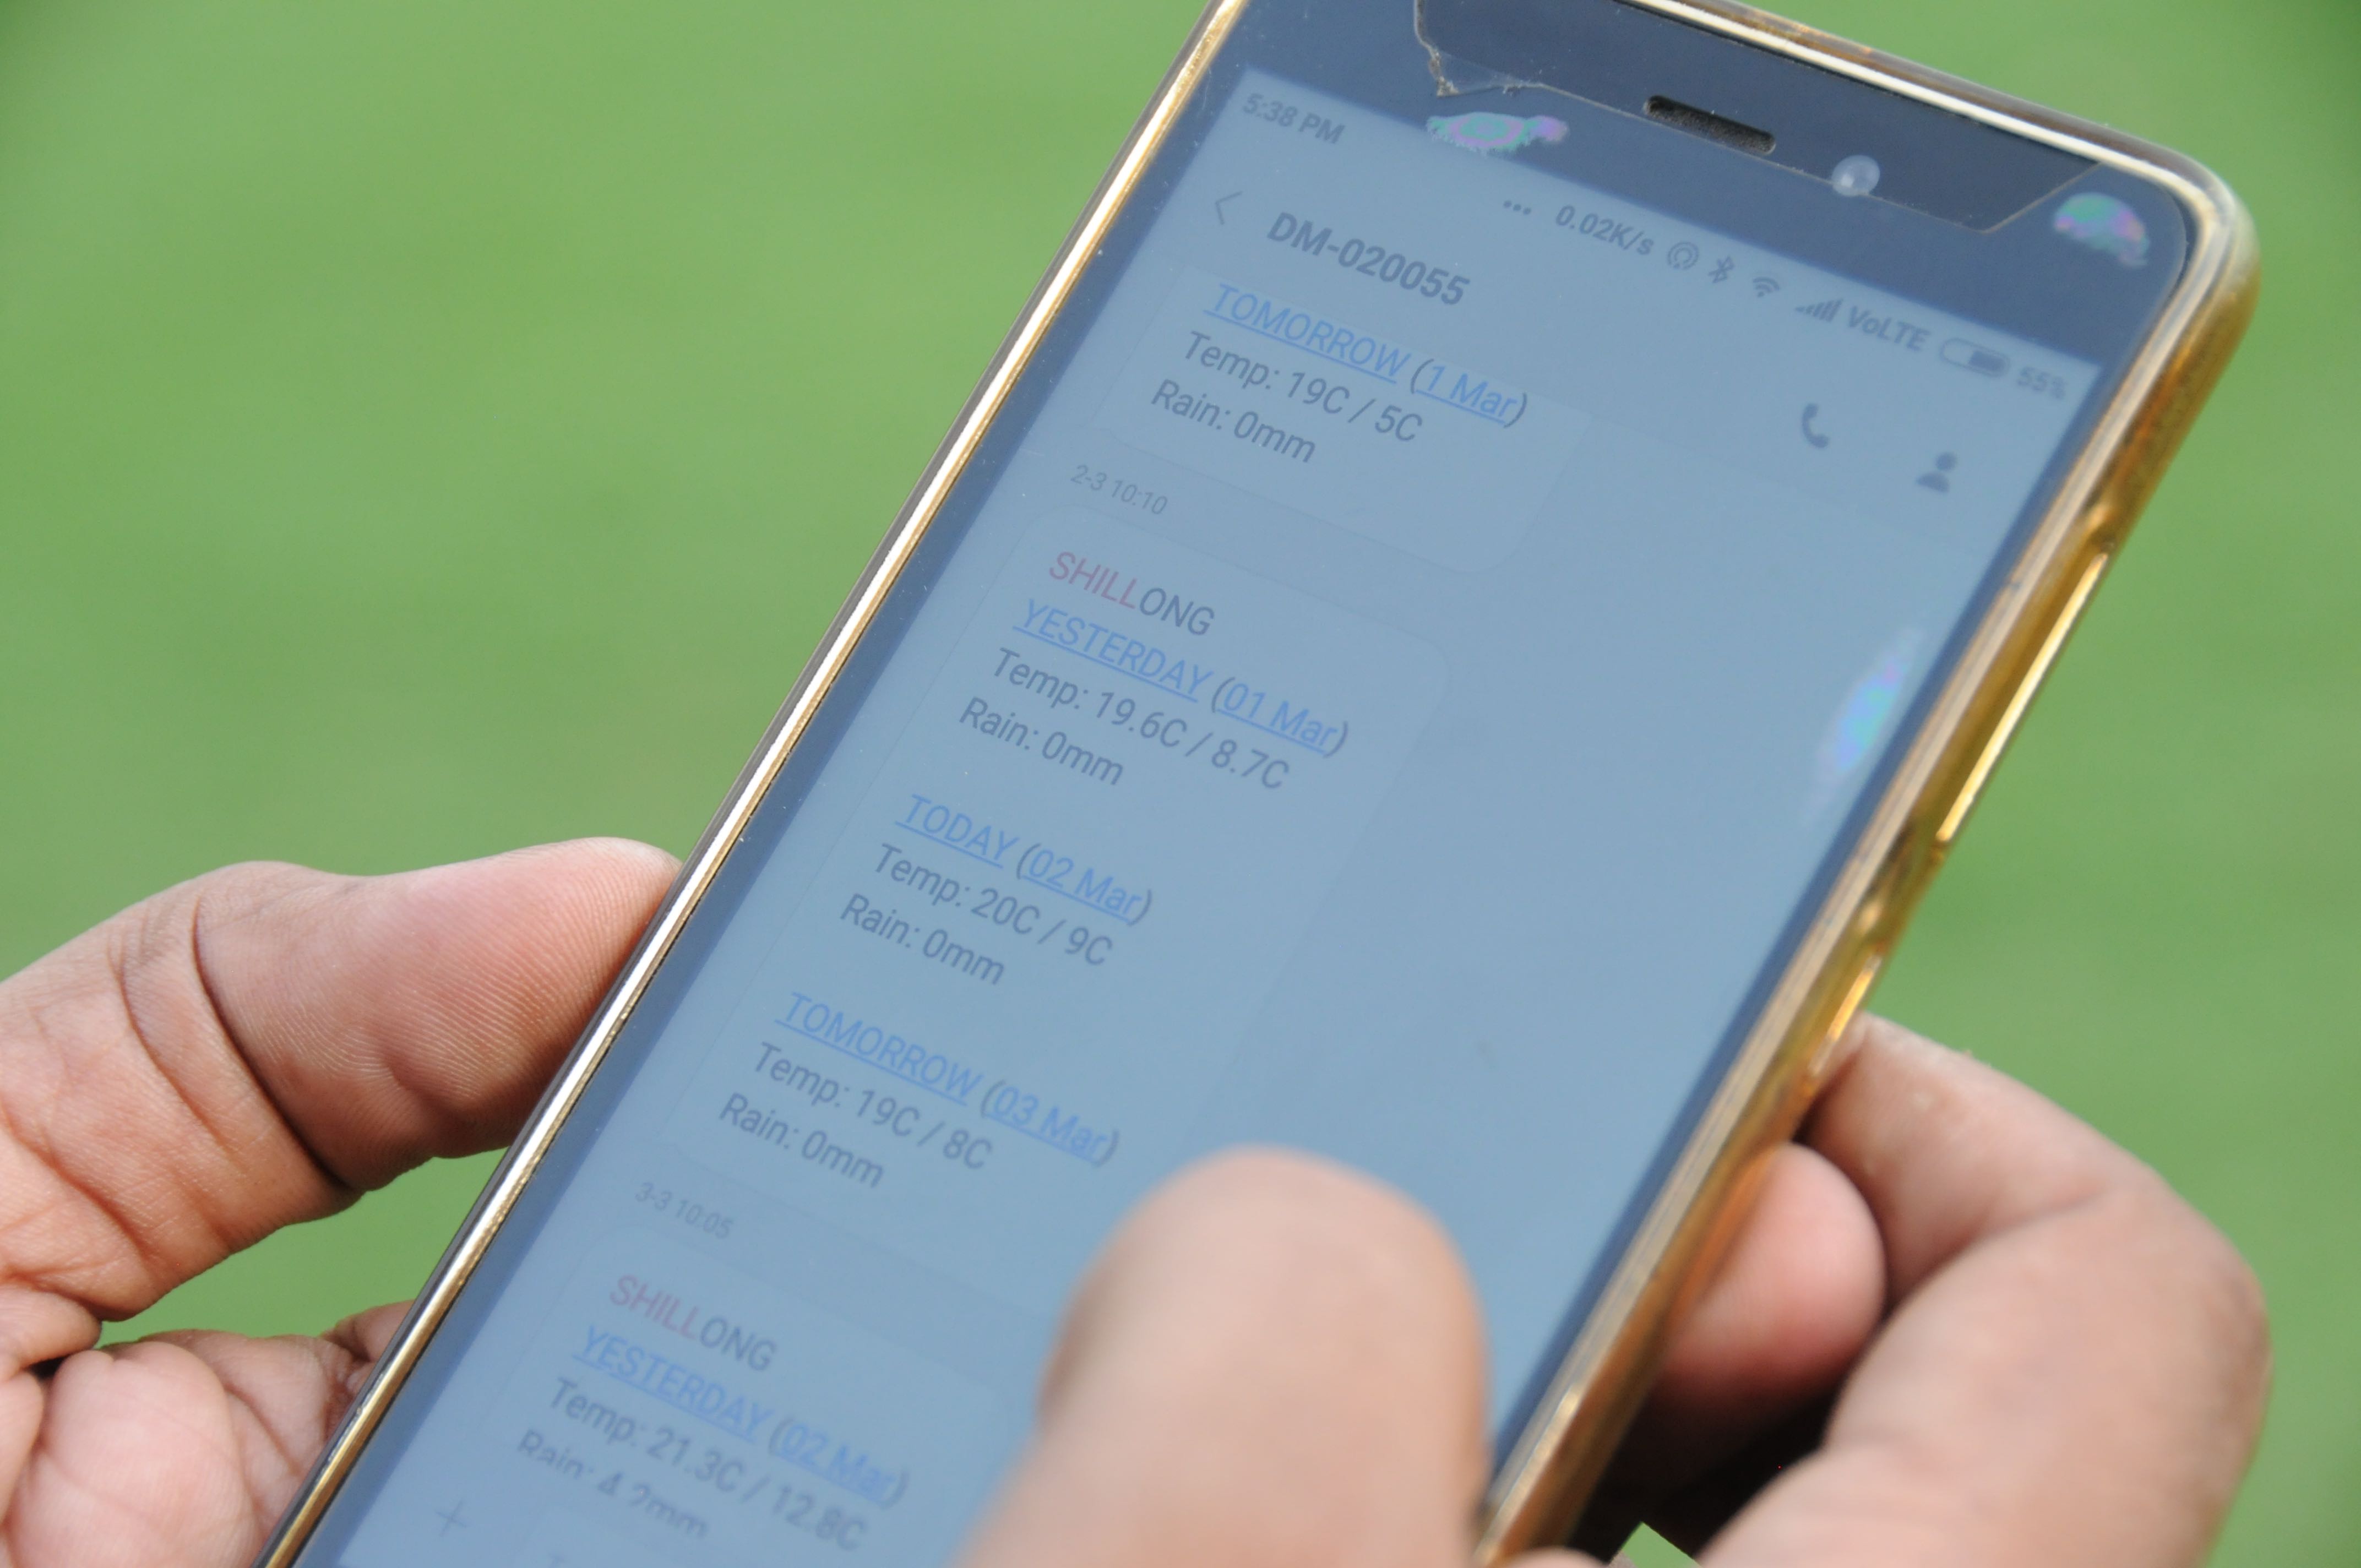 5:38 PM
... 0.02K/s VoLTE 55%
DM-020055
TOMORROW (1 Mar)
Temp: 19C / 5C
Rain: 0mm
2-3 10:10
SHILLONG
YESTERDAY (01 Mar)
Temp: 19.6C / 8.7C
Rain: 0mm
TODAY (02 Mar)
Temp: 20C / 9C
Rain: 0mm
TOMORROW (03 Mar)
Temp: 19C / 8C
Rain: 0mm
3-3 10:05
SHILLONG
YESTERDAY (02 Mar)
Temp: 21.3C / 12.8C
Rain: 4.2mm